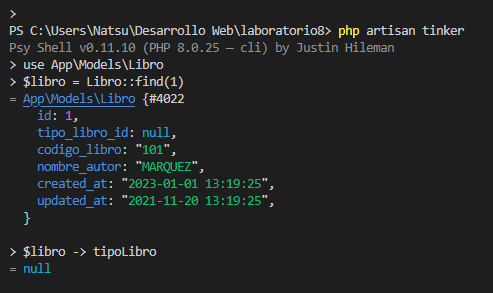 >
PS C:\Users\Natsu\Desarrollo Web\laboratorio8> php artisan tinker
Psy Shell v0.11.10 (PHP 8.0.25 — cli) by Justin Hileman
> use App\Models\Libro
> $libro = Libro::find(1)
= App\Models\Libro {#4022
id: 1,
tipo_libro_id: null,
codigo_libro: "101",
nombre_autor: "MARQUEZ",
created_at: "2023-01-01 13:19:25",
updated_at: "2021-11-20 13:19:25",
}
> $libro -> tipoLibro
= null